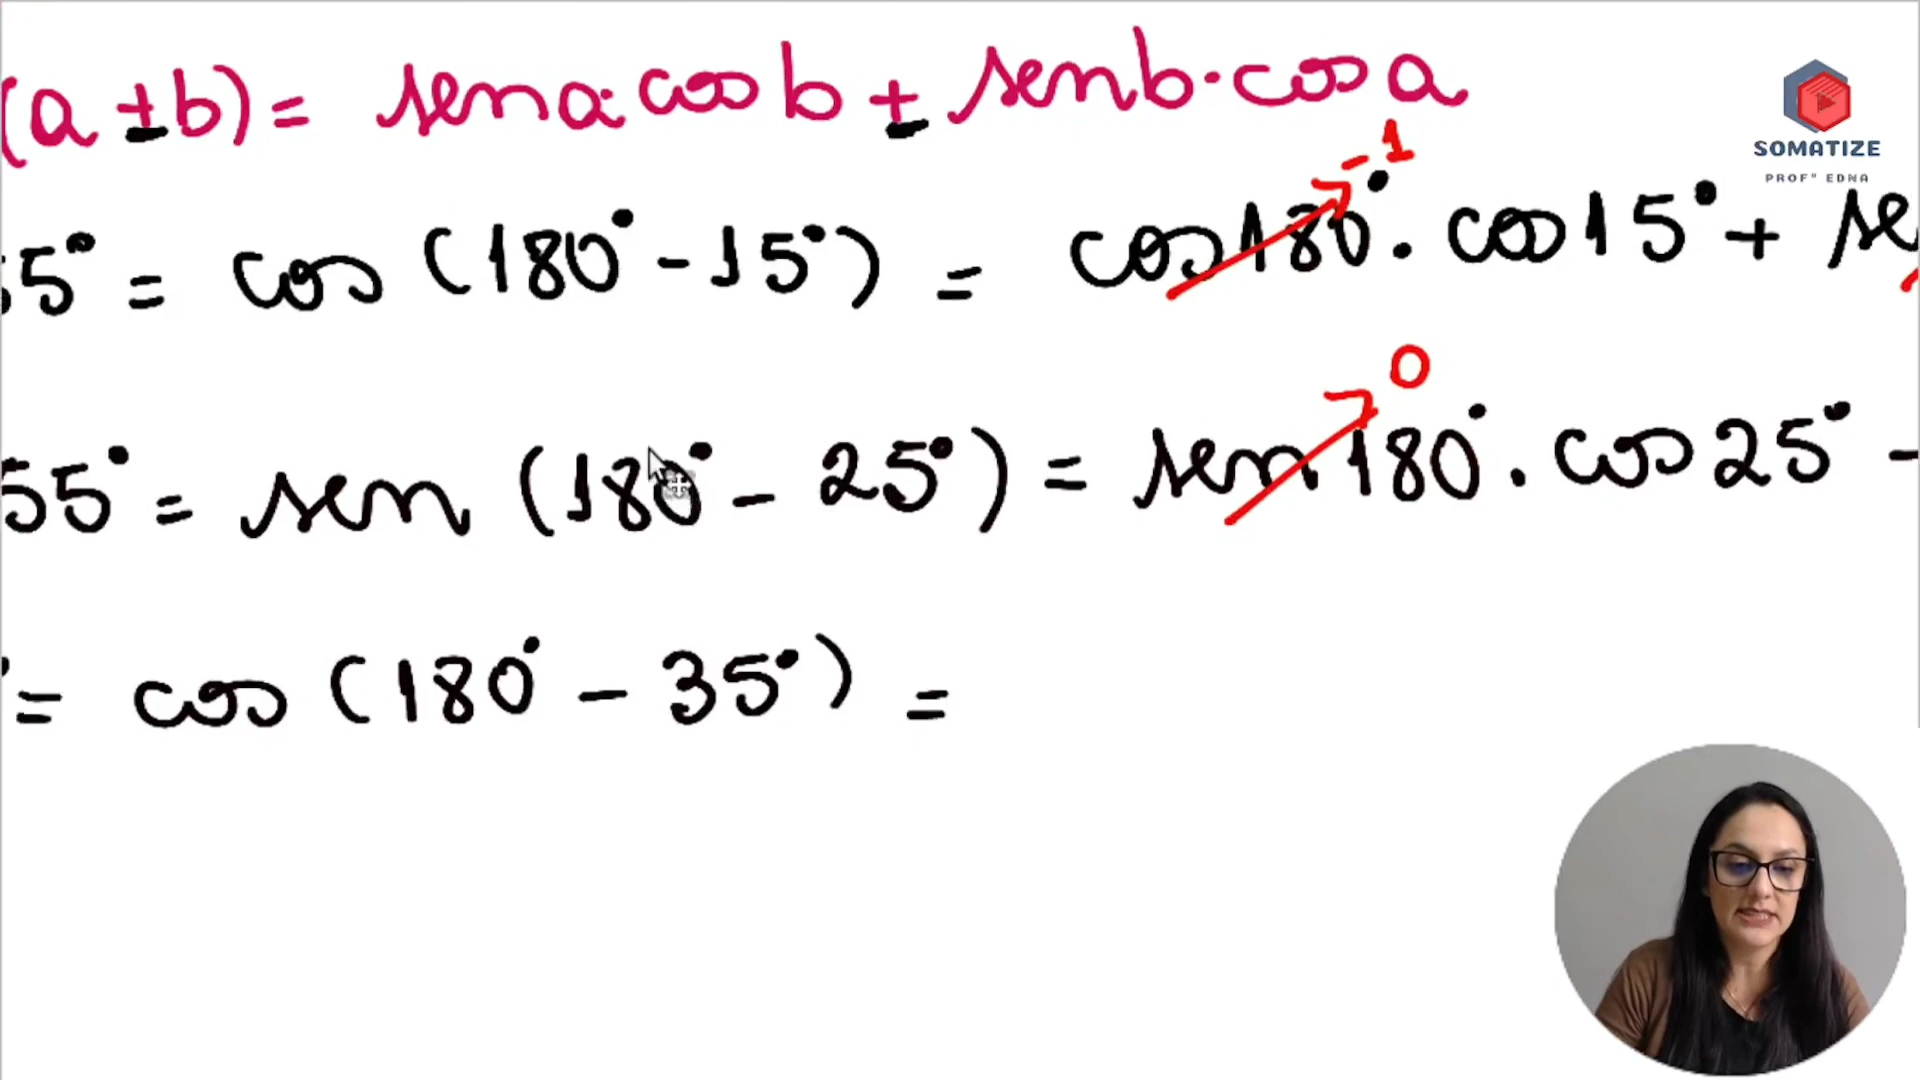 (a ± b) = sen a · cos b ± sen b · cos a
SOMATIZE
PROFª EDNA
-1
55° = cos (180° - 15°) = cos 180° · cos 15° + se
0
55° = sen (180° - 25°) = sen 180° · cos 25° -
° = cos (180° - 35°) =